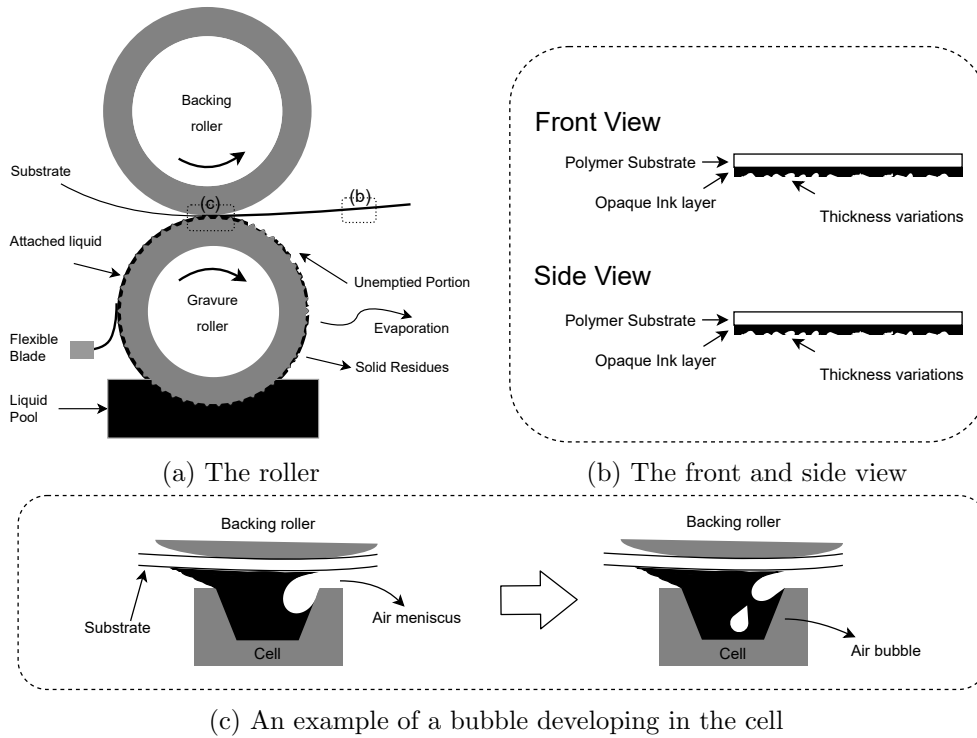 Backing
roller
Substrate
(c)
(b)
Attached liquid
Unemptied Portion
Gravure
roller
Evaporation
Flexible
Blade
Solid Residues
Liquid
Pool
(a) The roller
Front View
Polymer Substrate
Opaque Ink layer
Thickness variations
Side View
Polymer Substrate
Opaque Ink layer
Thickness variations
(b) The front and side view
Backing roller
Air meniscus
Substrate
Cell
Backing roller
Air bubble
Cell
(c) An example of a bubble developing in the cell